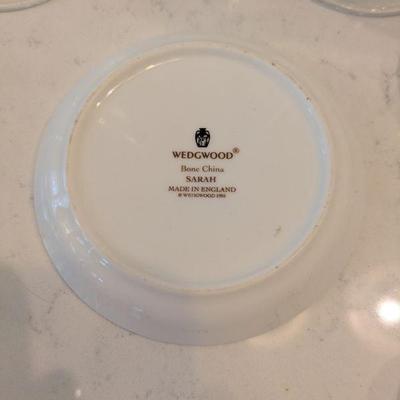 WEDGWOOD®
Bone China
SARAH
MADE IN ENGLAND
© WEDGWOOD